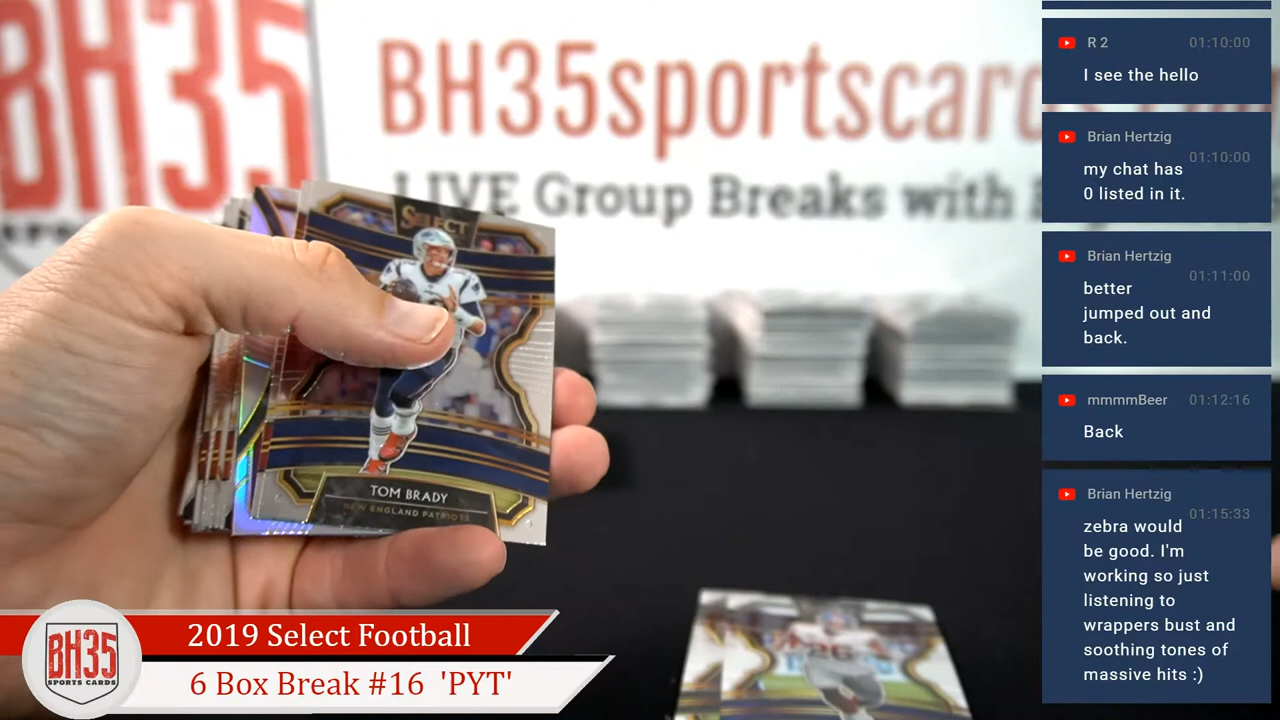 BH35
BH35sportscards
LIVE Group Breaks with
SELECT
TOM BRADY
NEW ENGLAND PATRIOTS
26
BH35
SPORTS CARDS
2019 Select Football
6 Box Break #16 'PYT'
R 2 01:10:00
I see the hello
Brian Hertzig 01:10:00
my chat has
0 listed in it.
Brian Hertzig 01:11:00
better
jumped out and
back.
mmmmBeer 01:12:16
Back
Brian Hertzig 01:15:33
zebra would
be good. I'm
working so just
listening to
wrappers bust and
soothing tones of
massive hits :)